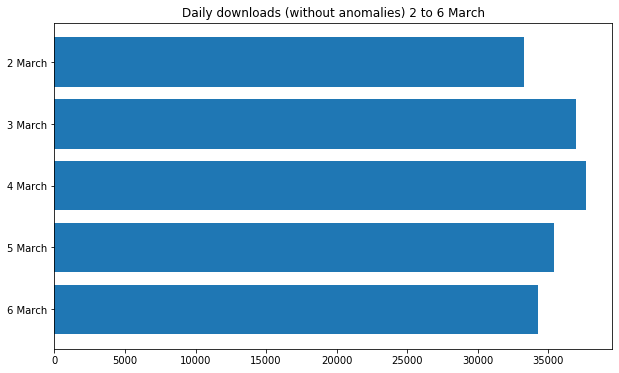 Daily downloads (without anomalies) 2 to 6 March
2 March
3 March
4 March
5 March
6 March
0 5000 10000 15000 20000 25000 30000 35000